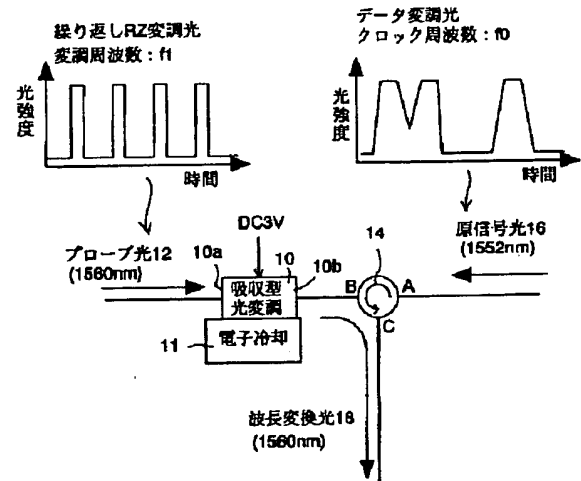 繰り返しRZ変調光
変調周波数：f1
光強度
時間
データ変調光
クロック周波数：f0
光強度
時間
プローブ光12
(1560nm)
DC3V
10a
10
10b
吸収型
光変調
電子冷却
11
14
B
A
C
原信号光16
(1552nm)
波長変換光18
(1560nm)